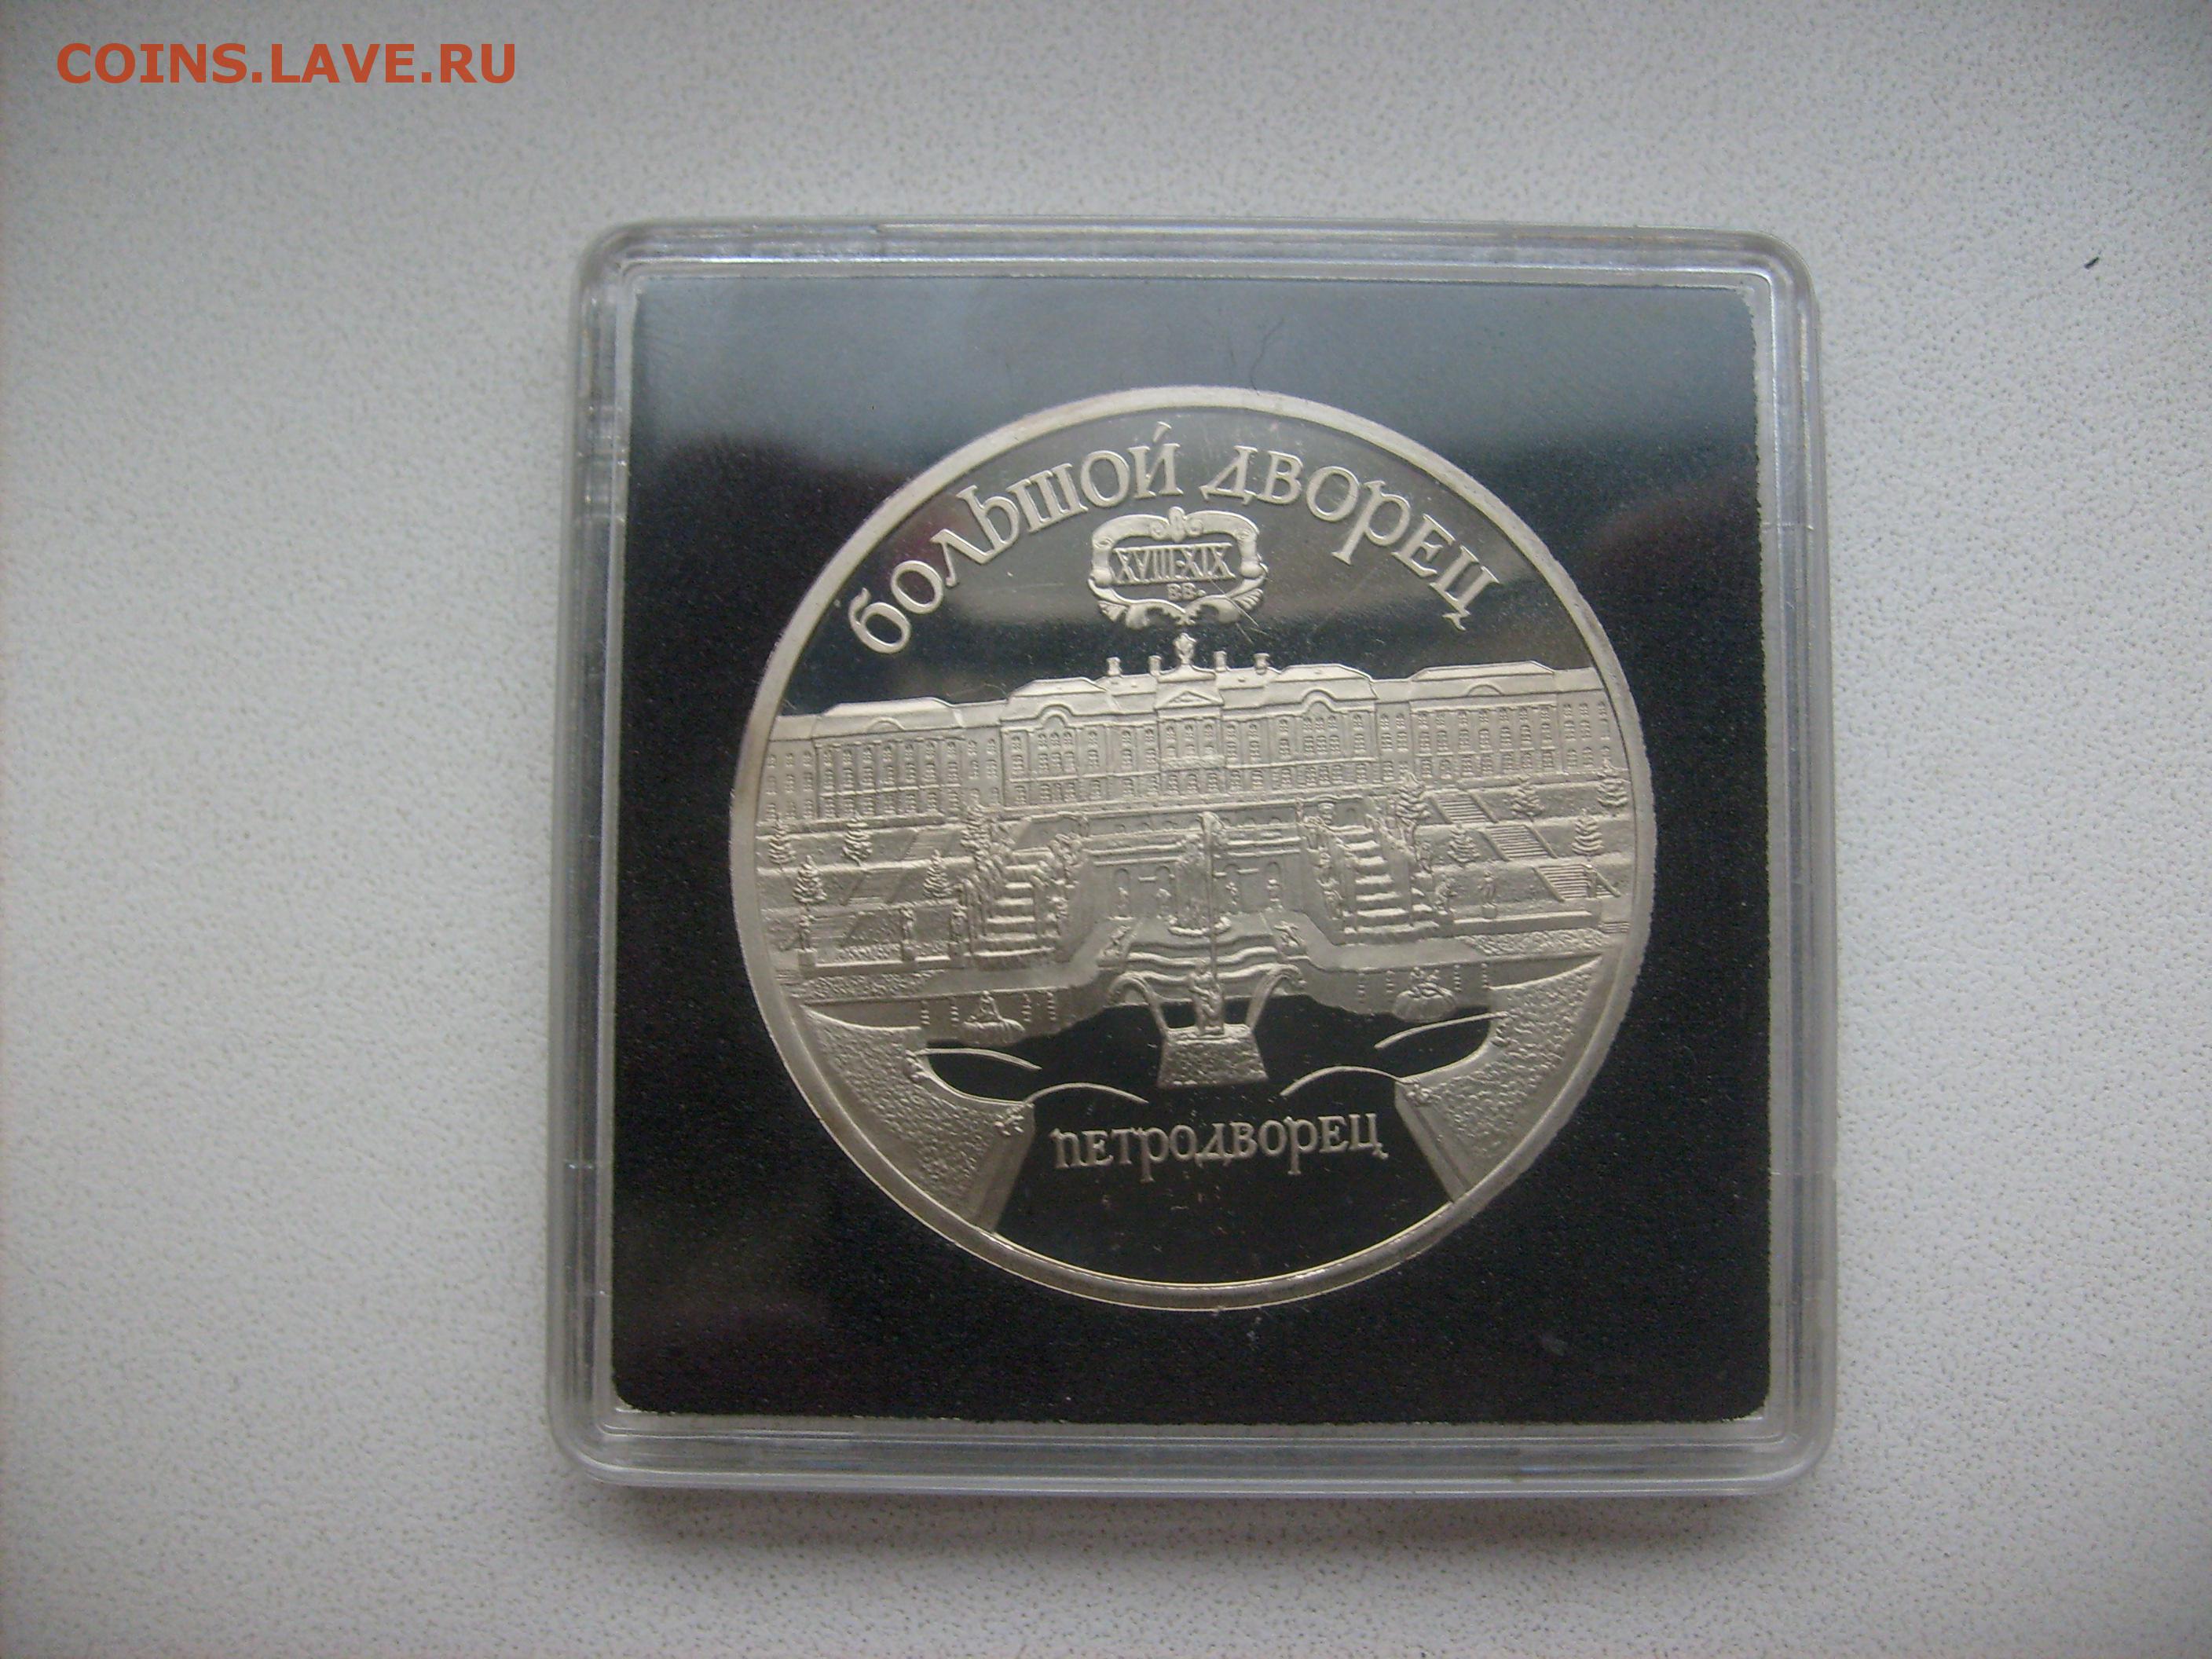 COINS.LAVE.RU
БОЛЬШОЙ ДВОРЕЦ
XVIII-XIX
ВВ.
ПЕТРОДВОРЕЦ